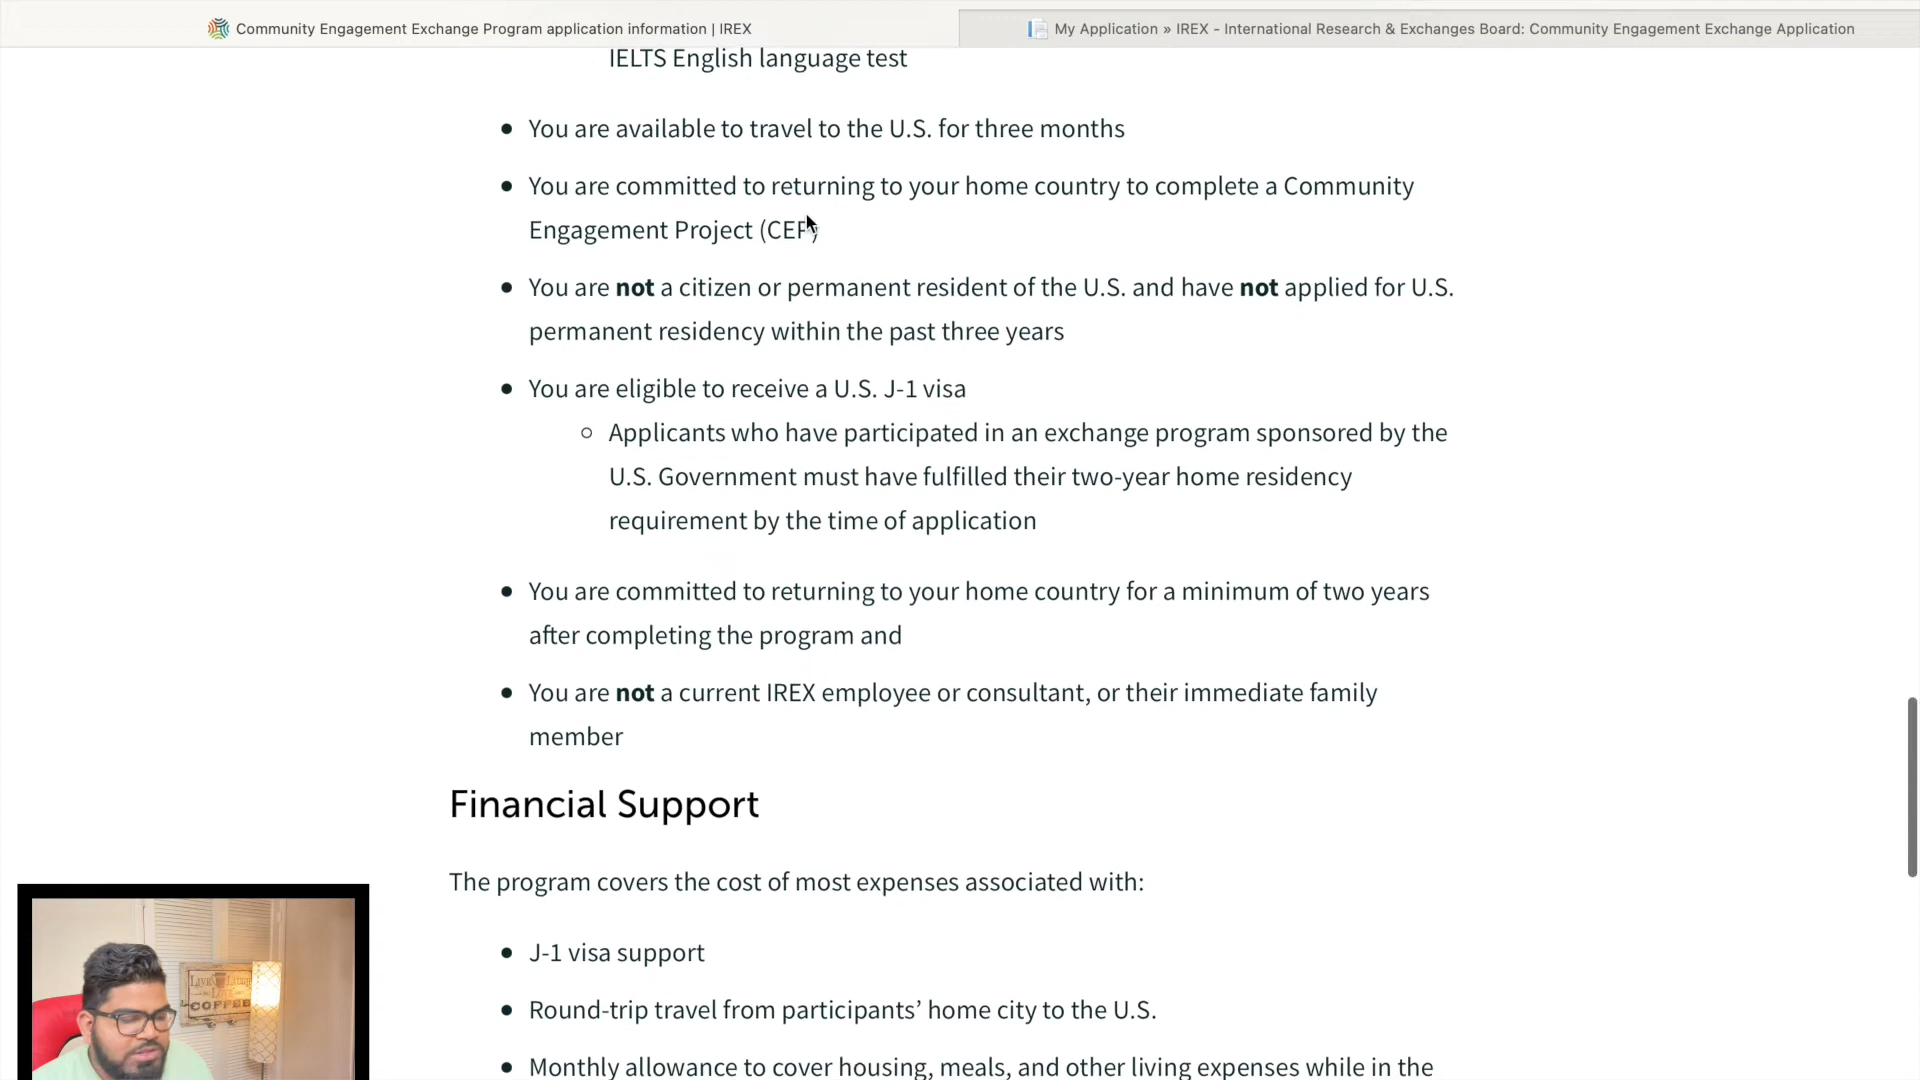 Community Engagement Exchange Program application information | IREX
My Application » IREX - International Research & Exchanges Board: Community Engagement Exchange Application
IELTS English language test
• You are available to travel to the U.S. for three months
• You are committed to returning to your home country to complete a Community
Engagement Project (CEP)
• You are not a citizen or permanent resident of the U.S. and have not applied for U.S.
permanent residency within the past three years
• You are eligible to receive a U.S. J-1 visa
○ Applicants who have participated in an exchange program sponsored by the
U.S. Government must have fulfilled their two-year home residency
requirement by the time of application
• You are committed to returning to your home country for a minimum of two years
after completing the program and
• You are not a current IREX employee or consultant, or their immediate family
member
Financial Support
The program covers the cost of most expenses associated with:
• J-1 visa support
• Round-trip travel from participants’ home city to the U.S.
• Monthly allowance to cover housing, meals, and other living expenses while in the
COFFEE